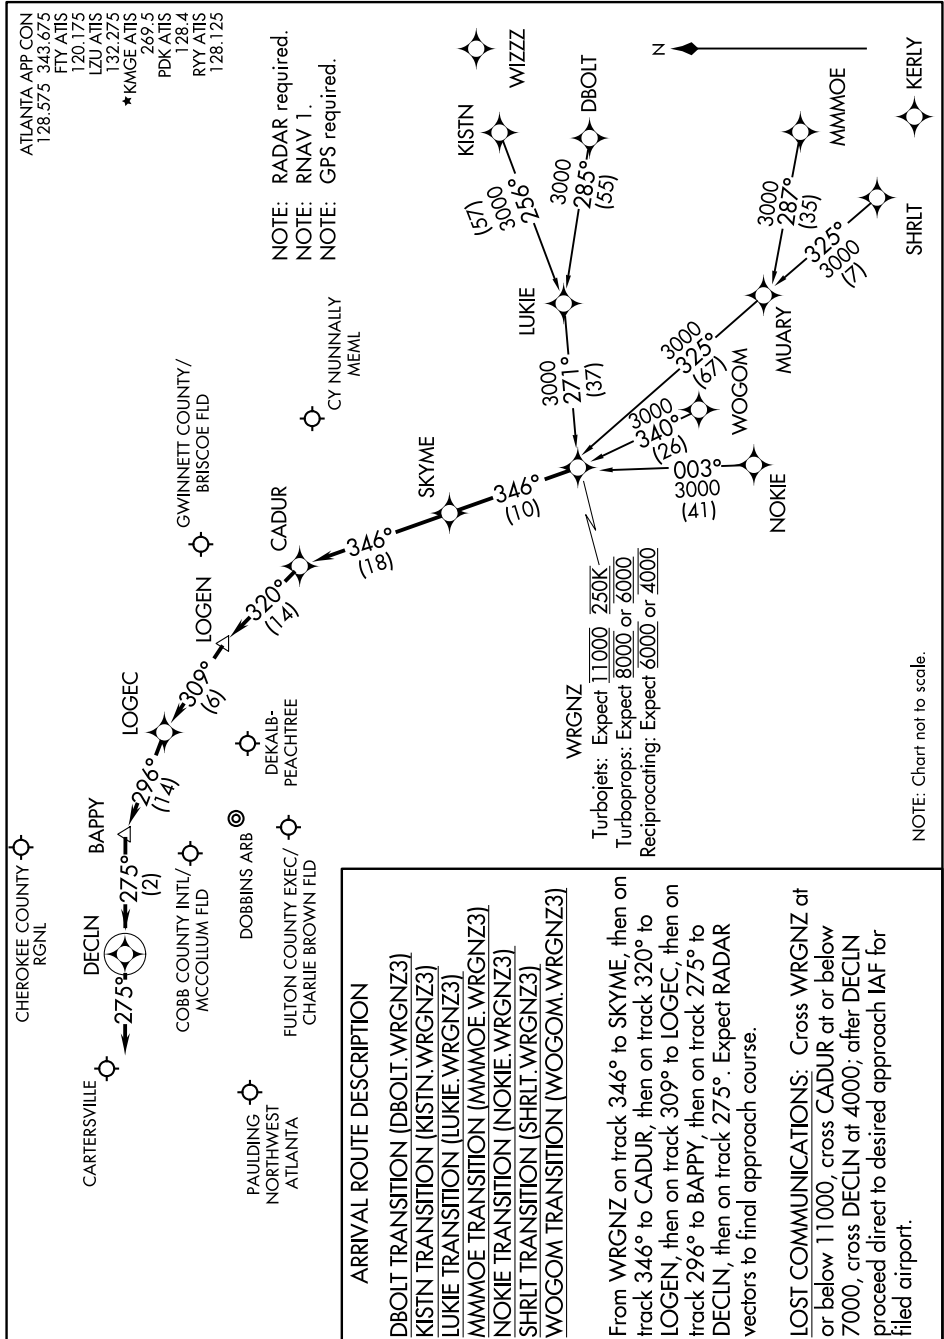 ATLANTA APP CON
128.575 343.675
FTY ATIS
120.175
LZU ATIS
132.275
★KMGE ATIS
269.5
PDK ATIS
128.4
RYY ATIS
128.125
NOTE: RADAR required.
NOTE: RNAV 1.
NOTE: GPS required.
CHEROKEE COUNTY
RGNL
CARTERSVILLE
275°
DECLN
275°
(2)
BAPPY
296°
(14)
LOGEC
309°
(6)
LOGEN
320°
(14)
CADUR
346°
(18)
SKYME
346°
(10)
GWINNETT COUNTY/
BRISCOE FLD
CY NUNNALLY
MEML
COBB COUNTY INTL/
MCCOLLUM FLD
DOBBINS ARB
DEKALB-
PEACHTREE
FULTON COUNTY EXEC/
CHARLIE BROWN FLD
PAULDING
NORTHWEST
ATLANTA
KISTN
WIZZZ
(57)
3000
256°
DBOLT
3000
285°
(55)
LUKIE
3000
271°
(37)
N
MMMOE
3000
287°
(35)
KERLY
SHRLT
325°
3000
(7)
MUARY
3000
325°
(67)
WOGOM
3000
340°
(26)
NOKIE
003°
3000
(41)
WRGNZ
Turbojets: Expect 11000 250K
Turboprops: Expect 8000 or 6000
Reciprocating: Expect 6000 or 4000
NOTE: Chart not to scale.
ARRIVAL ROUTE DESCRIPTION
DBOLT TRANSITION (DBOLT.WRGNZ3)
KISTN TRANSITION (KISTN.WRGNZ3)
LUKIE TRANSITION (LUKIE.WRGNZ3)
MMMOE TRANSITION (MMMOE.WRGNZ3)
NOKIE TRANSITION (NOKIE.WRGNZ3)
SHRLT TRANSITION (SHRLT.WRGNZ3)
WOGOM TRANSITION (WOGOM.WRGNZ3)
From WRGNZ on track 346° to SKYME, then on
track 346° to CADUR, then on track 320° to
LOGEN, then on track 309° to LOGEC, then on
track 296° to BAPPY, then on track 275° to
DECLN, then on track 275°. Expect RADAR
vectors to final approach course.
LOST COMMUNICATIONS: Cross WRGNZ at
or below 11000, cross CADUR at or below
7000, cross DECLN at 4000, after DECLN
proceed direct to desired approach IAF for
filed airport.